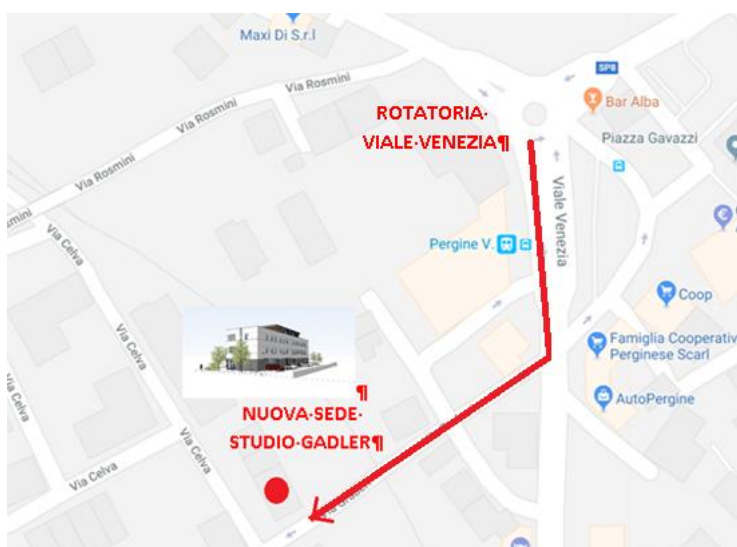 Maxi Di S.r.l
Via Rosmini
SP8
Via Rosmini
ROTATORIA·
VIALE·VENEZIA¶
Bar Alba
Piazza Gavazzi
Via Rosmini
Via Celva
Viale Venezia
Pergine V.
Coop
Via Celva
Famiglia Cooperativ
Perginese Scarl
¶
NUOVA·SEDE·
STUDIO·GADLER¶
AutoPergine
Via Celva
Via Celva
Via Celva